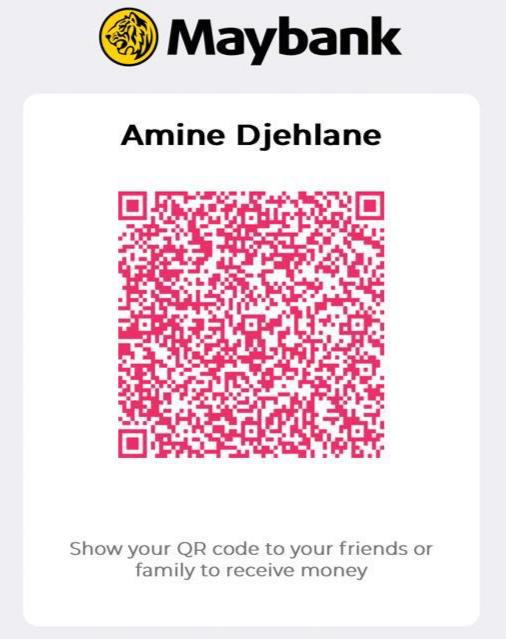 Maybank
Amine Djehlane
Show your QR code to your friends or
family to receive money